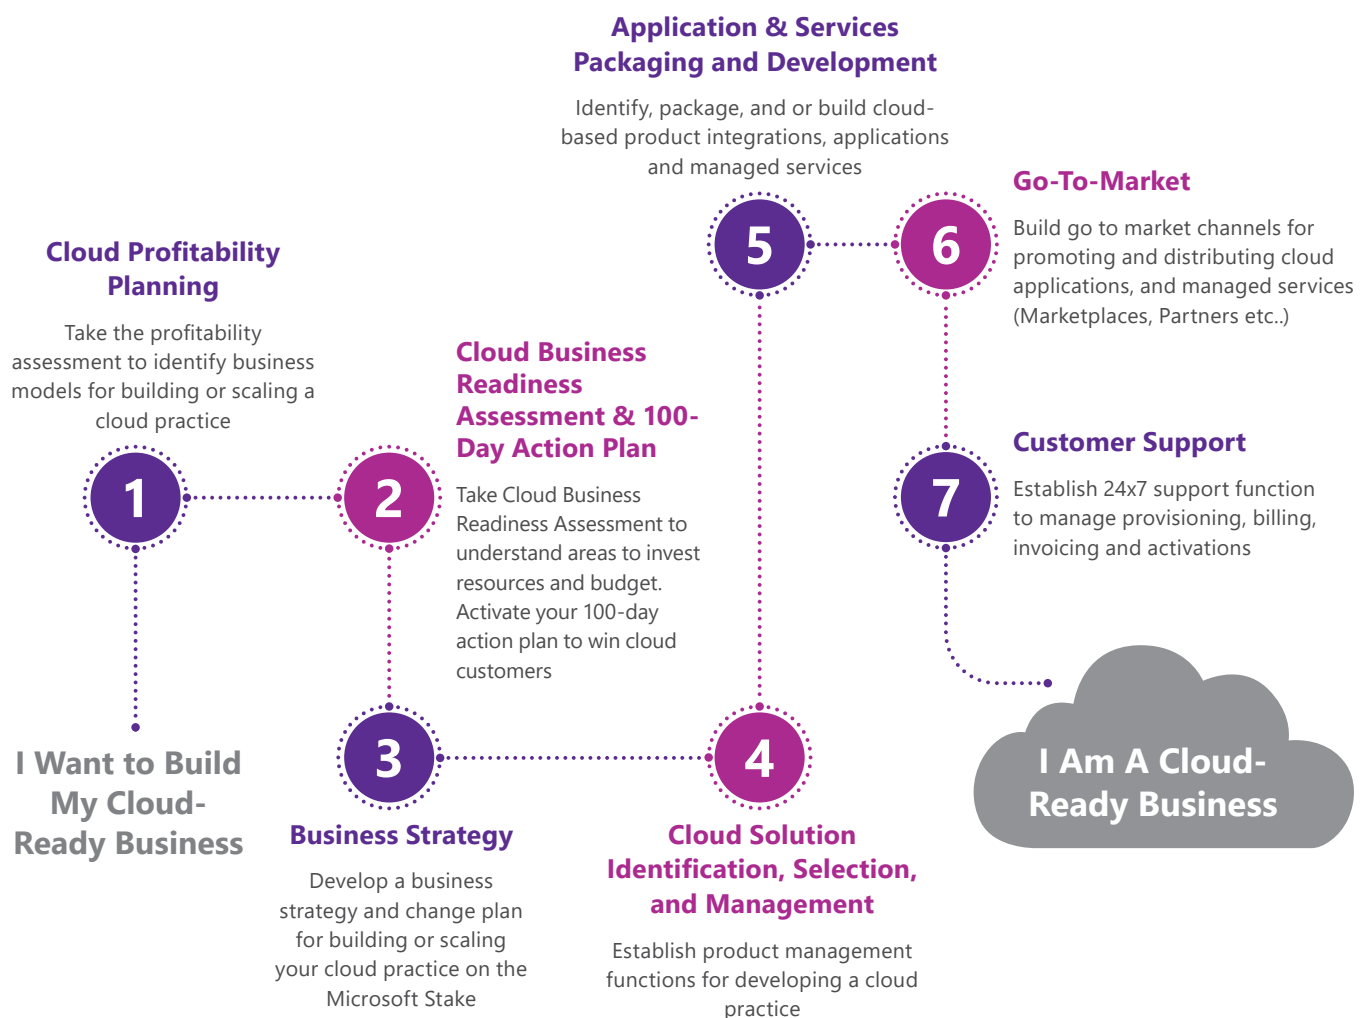 I Want to Build
My Cloud-
Ready Business
Cloud Profitability
Planning
Take the profitability
assessment to identify business
models for building or scaling a
cloud practice
1
2
Cloud Business
Readiness
Assessment & 100-
Day Action Plan
Take Cloud Business
Readiness Assessment to
understand areas to invest
resources and budget.
Activate your 100-day
action plan to win cloud
customers
3
Business Strategy
Develop a business
strategy and change plan
for building or scaling
your cloud practice on the
Microsoft Stake
4
Cloud Solution
Identification, Selection,
and Management
Establish product management
functions for developing a cloud
practice
Application & Services
Packaging and Development
Identify, package, and or build cloud-
based product integrations, applications
and managed services
5
6
Go-To-Market
Build go to market channels for
promoting and distributing cloud
applications, and managed services
(Marketplaces, Partners etc..)
7
Customer Support
Establish 24x7 support function
to manage provisioning, billing,
invoicing and activations
I Am A Cloud-
Ready Business